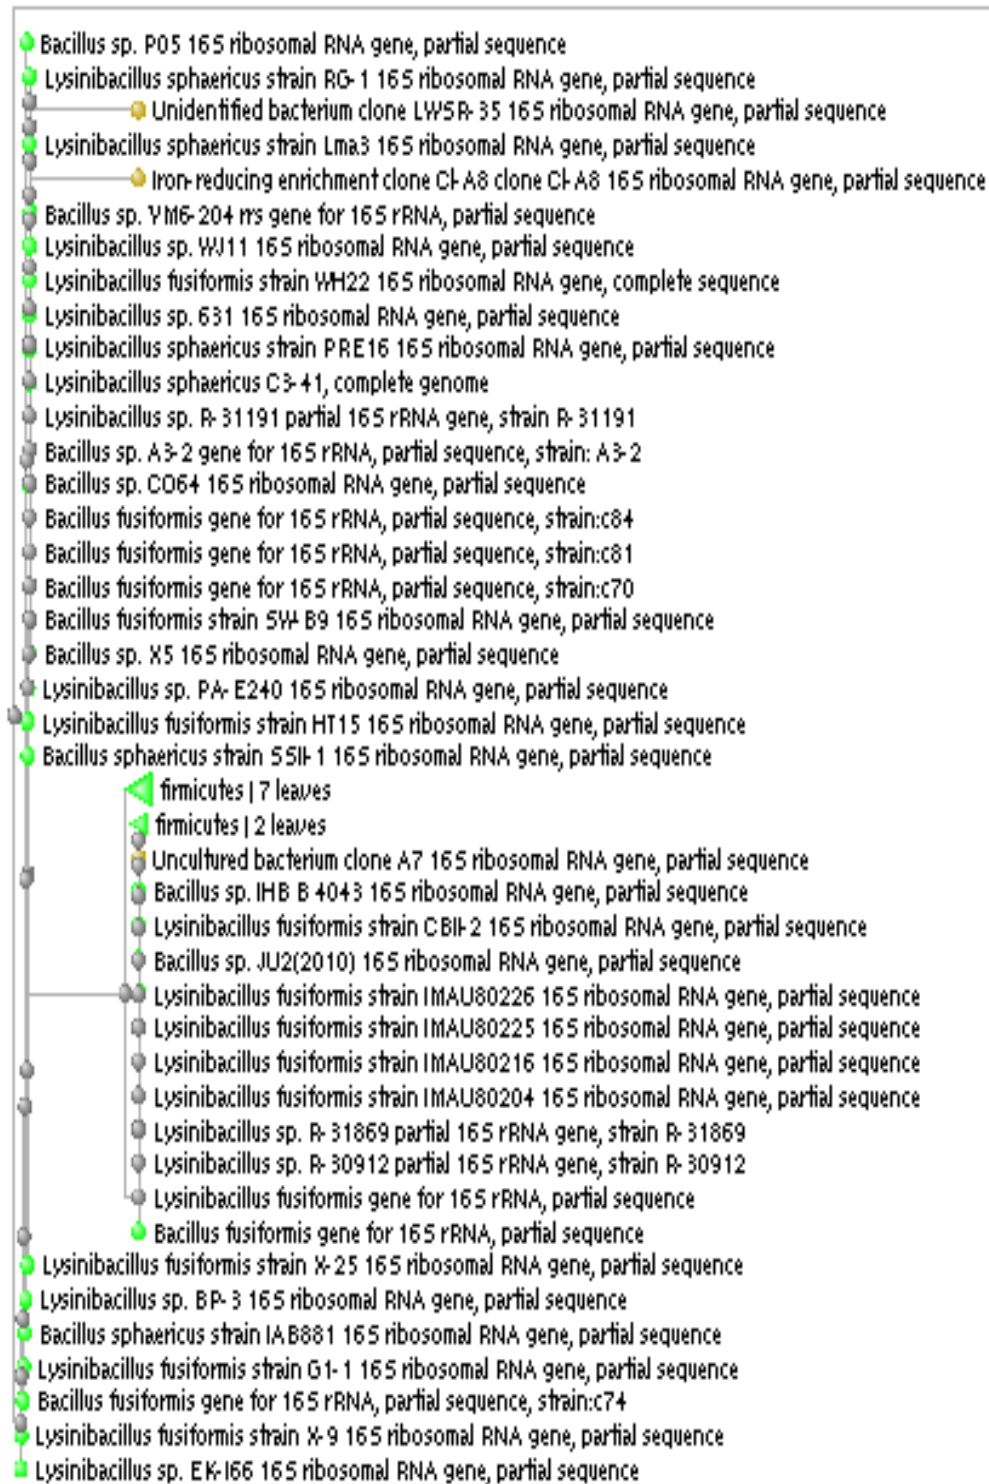 Bacillus sp. P05 16S ribosomal RNA gene, partial sequence
Lysinibacillus sphaericus strain RG-1 16S ribosomal RNA gene, partial sequence
Unidentified bacterium clone LWSR-35 16S ribosomal RNA gene, partial sequence
Lysinibacillus sphaericus strain Lma3 16S ribosomal RNA gene, partial sequence
Iron-reducing enrichment clone Cl-A8 clone Cl-A8 16S ribosomal RNA gene, partial sequence
Bacillus sp. VM6-204 rrs gene for 16S rRNA, partial sequence
Lysinibacillus sp. WJ11 16S ribosomal RNA gene, partial sequence
Lysinibacillus fusiformis strain WH22 16S ribosomal RNA gene, complete sequence
Lysinibacillus sp. 631 16S ribosomal RNA gene, partial sequence
Lysinibacillus sphaericus strain PRE16 16S ribosomal RNA gene, partial sequence
Lysinibacillus sphaericus C3-41, complete genome
Lysinibacillus sp. R-31191 partial 16S rRNA gene, strain R-31191
Bacillus sp. A3-2 gene for 16S rRNA, partial sequence, strain: A3-2
Bacillus sp. CO64 16S ribosomal RNA gene, partial sequence
Bacillus fusiformis gene for 16S rRNA, partial sequence, strain:c84
Bacillus fusiformis gene for 16S rRNA, partial sequence, strain:c81
Bacillus fusiformis gene for 16S rRNA, partial sequence, strain:c70
Bacillus fusiformis strain SW-B9 16S ribosomal RNA gene, partial sequence
Bacillus sp. X5 16S ribosomal RNA gene, partial sequence
Lysinibacillus sp. PA-E240 16S ribosomal RNA gene, partial sequence
Lysinibacillus fusiformis strain HT15 16S ribosomal RNA gene, partial sequence
Bacillus sphaericus strain SSII-1 16S ribosomal RNA gene, partial sequence
firmicutes | 7 leaves
firmicutes | 2 leaves
Uncultured bacterium clone A7 16S ribosomal RNA gene, partial sequence
Bacillus sp. IHB B 4043 16S ribosomal RNA gene, partial sequence
Lysinibacillus fusiformis strain CBII-2 16S ribosomal RNA gene, partial sequence
Bacillus sp. JU2(2010) 16S ribosomal RNA gene, partial sequence
Lysinibacillus fusiformis strain IMAU80226 16S ribosomal RNA gene, partial sequence
Lysinibacillus fusiformis strain IMAU80225 16S ribosomal RNA gene, partial sequence
Lysinibacillus fusiformis strain IMAU80216 16S ribosomal RNA gene, partial sequence
Lysinibacillus fusiformis strain IMAU80204 16S ribosomal RNA gene, partial sequence
Lysinibacillus sp. R-31869 partial 16S rRNA gene, strain R-31869
Lysinibacillus sp. R-30912 partial 16S rRNA gene, strain R-30912
Lysinibacillus fusiformis gene for 16S rRNA, partial sequence
Bacillus fusiformis gene for 16S rRNA, partial sequence
Lysinibacillus fusiformis strain X-25 16S ribosomal RNA gene, partial sequence
Lysinibacillus sp. BP-3 16S ribosomal RNA gene, partial sequence
Bacillus sphaericus strain IAB881 16S ribosomal RNA gene, partial sequence
Lysinibacillus fusiformis strain G1-1 16S ribosomal RNA gene, partial sequence
Bacillus fusiformis gene for 16S rRNA, partial sequence, strain:c74
Lysinibacillus fusiformis strain X-9 16S ribosomal RNA gene, partial sequence
Lysinibacillus sp. EK-I66 16S ribosomal RNA gene, partial sequence